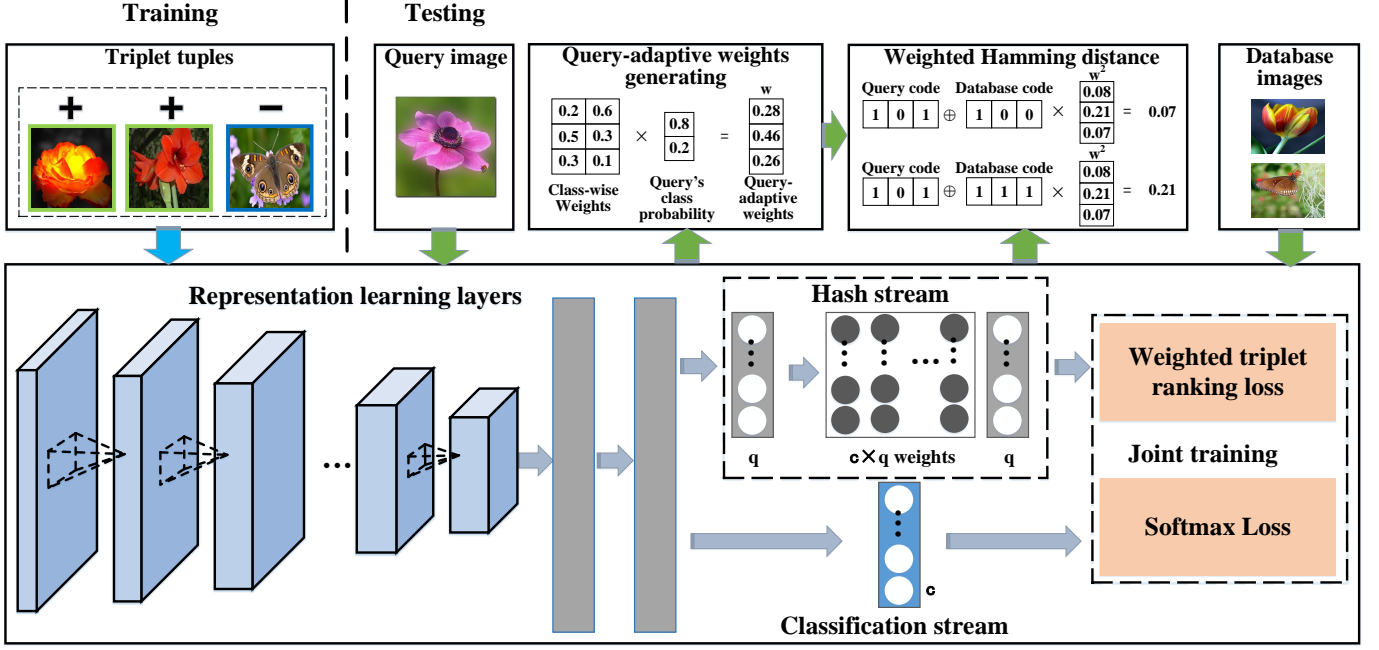 Training
Testing
Triplet tuples
+ + −
Query image
Query-adaptive weights
generating
0.2 0.6
0.5 0.3
0.3 0.1
×
0.8
0.2
=
w
0.28
0.46
0.26
Class-wise
Weights
Query's
class
probability
Query-
adaptive
weights
Weighted Hamming distance
Query code
Database code
w²
1 0 1 ⊕ 1 0 0 ×
0.08
0.21
0.07
= 0.07
Query code
Database code
w²
1 0 1 ⊕ 1 1 1 ×
0.08
0.21
0.07
= 0.21
Database
images
Representation learning layers
...
Hash stream
q
c×q weights
q
Weighted triplet
ranking loss
Joint training
Softmax Loss
c
Classification stream